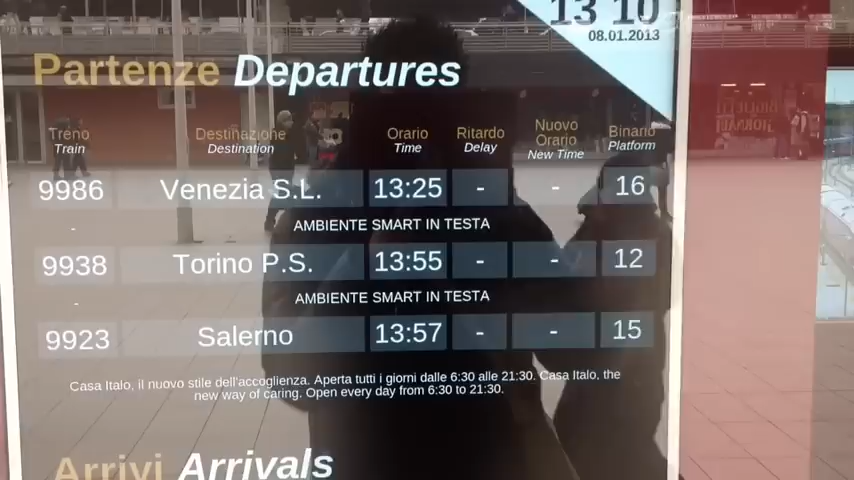 13 10
08.01.2013
Partenze Departures
Treno Destinazione Orario Ritardo Nuovo Orario Binario
Train Destination Time Delay New Time Platform
9986 Venezia S.L. 13:25 - - 16
- AMBIENTE SMART IN TESTA
9938 Torino P.S. 13:55 - - 12
- AMBIENTE SMART IN TESTA
9923 Salerno 13:57 - - 15
Casa Italo, il nuovo stile dell'accoglienza. Aperta tutti i giorni dalle 6:30 alle 21:30. Casa Italo, the
new way of caring. Open every day from 6:30 to 21:30.
Arrivi Arrivals